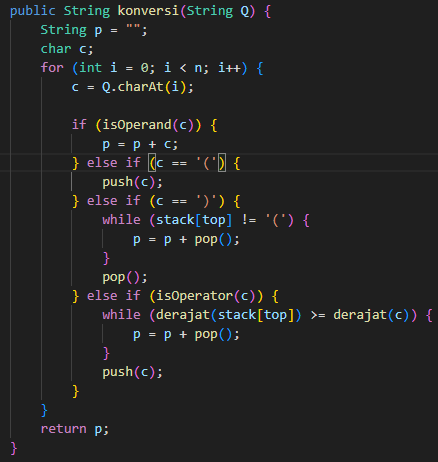 public String konversi(String Q) {
    String p = "";
    char c;
    for (int i = 0; i < n; i++) {
        c = Q.charAt(i);

        if (isOperand(c)) {
            p = p + c;
        } else if (c == '(') {
            push(c);
        } else if (c == ')') {
            while (stack[top] != '(') {
                p = p + pop();
            }
            pop();
        } else if (isOperator(c)) {
            while (derajat(stack[top]) >= derajat(c)) {
                p = p + pop();
            }
            push(c);
        }
    }
    return p;
}